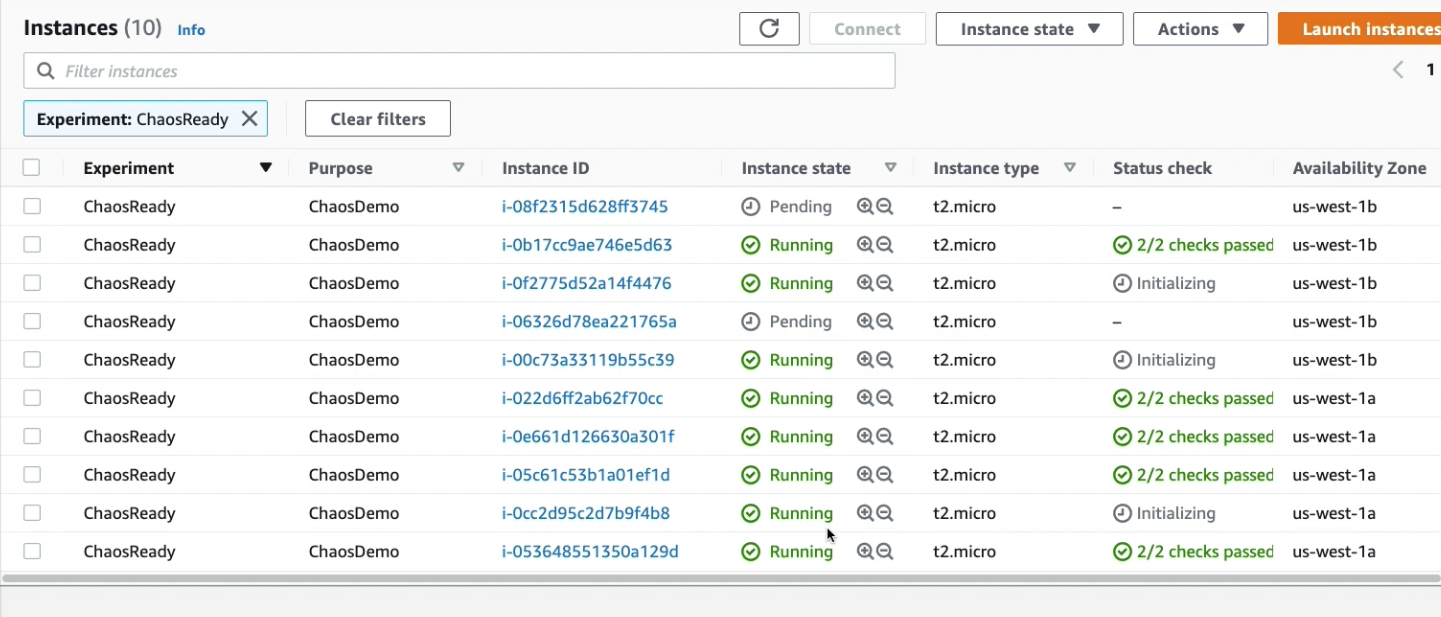 Instances (10) Info Connect Instance state Actions Launch instances
Filter instances 1
Experiment: ChaosReady Clear filters
Experiment Purpose Instance ID Instance state Instance type Status check Availability Zone
ChaosReady ChaosDemo i-08f2315d628ff3745 Pending t2.micro – us-west-1b
ChaosReady ChaosDemo i-0b17cc9ae746e5d63 Running t2.micro 2/2 checks passed us-west-1b
ChaosReady ChaosDemo i-0f2775d52a14f4476 Running t2.micro Initializing us-west-1b
ChaosReady ChaosDemo i-06326d78ea221765a Pending t2.micro – us-west-1b
ChaosReady ChaosDemo i-00c73a33119b55c39 Running t2.micro Initializing us-west-1b
ChaosReady ChaosDemo i-022d6ff2ab62f70cc Running t2.micro 2/2 checks passed us-west-1a
ChaosReady ChaosDemo i-0e661d126630a301f Running t2.micro 2/2 checks passed us-west-1a
ChaosReady ChaosDemo i-05c61c53b1a01ef1d Running t2.micro 2/2 checks passed us-west-1a
ChaosReady ChaosDemo i-0cc2d95c2d7b9f4b8 Running t2.micro Initializing us-west-1a
ChaosReady ChaosDemo i-053648551350a129d Running t2.micro 2/2 checks passed us-west-1a